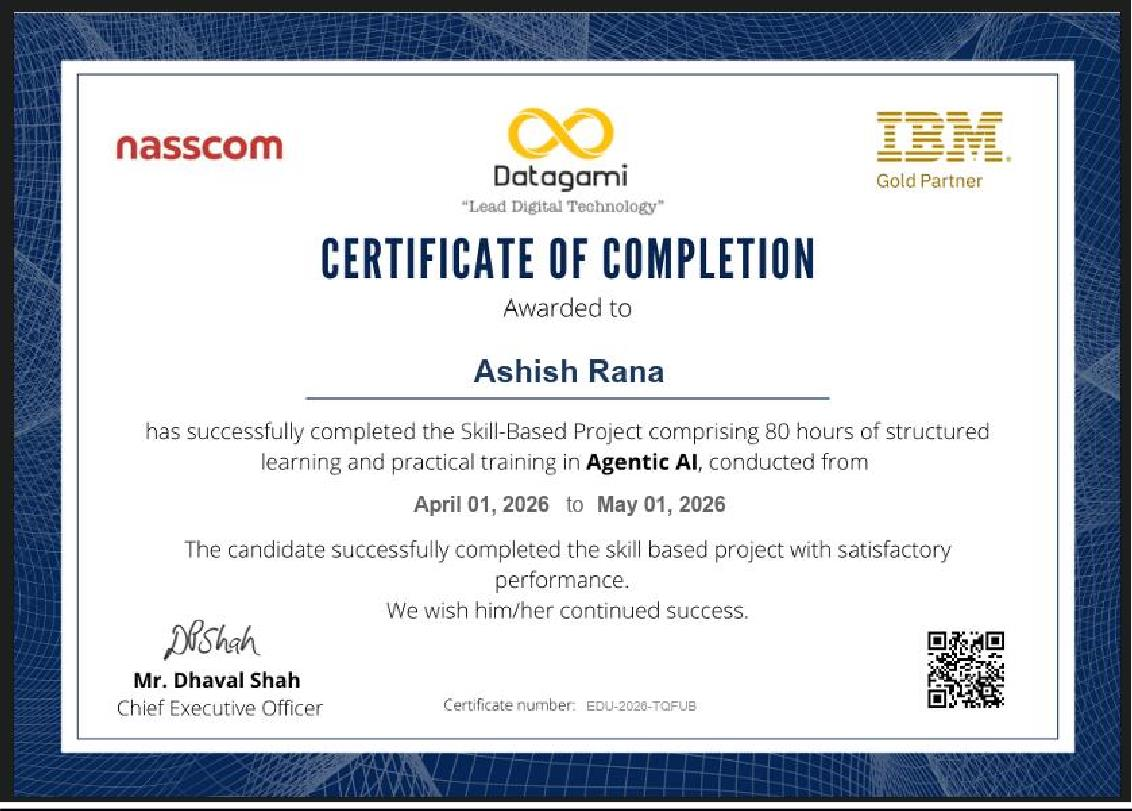 nasscom
Datagami
“Lead Digital Technology”
IBM.
Gold Partner
CERTIFICATE OF COMPLETION
Awarded to
Ashish Rana
has successfully completed the Skill-Based Project comprising 80 hours of structured
learning and practical training in Agentic AI, conducted from
April 01, 2026 to May 01, 2026
The candidate successfully completed the skill based project with satisfactory
performance.
We wish him/her continued success.
DPShah
Mr. Dhaval Shah
Chief Executive Officer
Certificate number: EDU-2026-TQFUB